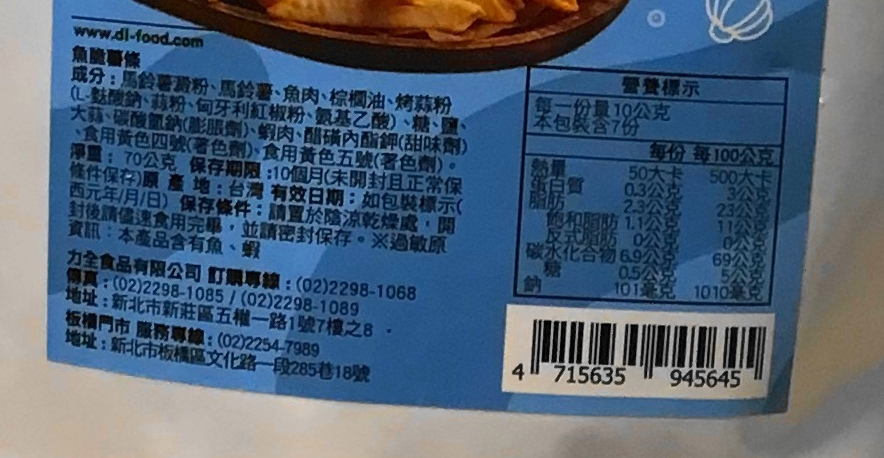 www.dl-food.com
魚脆薯條
成分：馬鈴薯澱粉、馬鈴薯、魚肉、棕櫚油、烤蒜粉
(L-麩酸鈉、蒜粉、匈牙利紅椒粉、氨基乙酸)、糖、鹽、
大蒜、碳酸氫鈉(膨脹劑)、蝦肉、醋磺內酯鉀(甜味劑)
、食用黃色四號(著色劑)、食用黃色五號(著色劑)。
淨重：70公克 保存期限:10個月(未開封且正常保
條件保存)原 產 地：台灣 有效日期：如包裝標示(
西元年/月/日) 保存條件：請置於陰涼乾燥處，開
封後請儘速食用完畢，並請密封保存。※過敏原
資訊：本產品含有魚、蝦
力全食品有限公司 訂購專線：(02)2298-1068
傳真：(02)2298-1085 / (02)2298-1089
地址：新北市新莊區五權一路1號7樓之8
板橋門市 服務專線：(02)2254-7989
地址：新北市板橋區文化路一段285巷18號
營養標示
每一份量10公克
本包裝含7份
每份 每100公克
熱量 50大卡 500大卡
蛋白質 0.3公克 3公克
脂肪 2.3公克 23公克
飽和脂肪 1.1公克 11公克
反式脂肪 0公克 0公克
碳水化合物 6.9公克 69公克
糖 0.5公克 5公克
鈉 101毫克 1010毫克
4 715635 945645